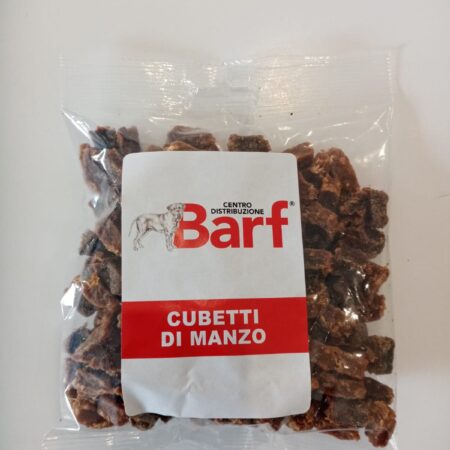 CENTRO
DISTRIBUZIONE
Barf®
CUBETTI
DI MANZO